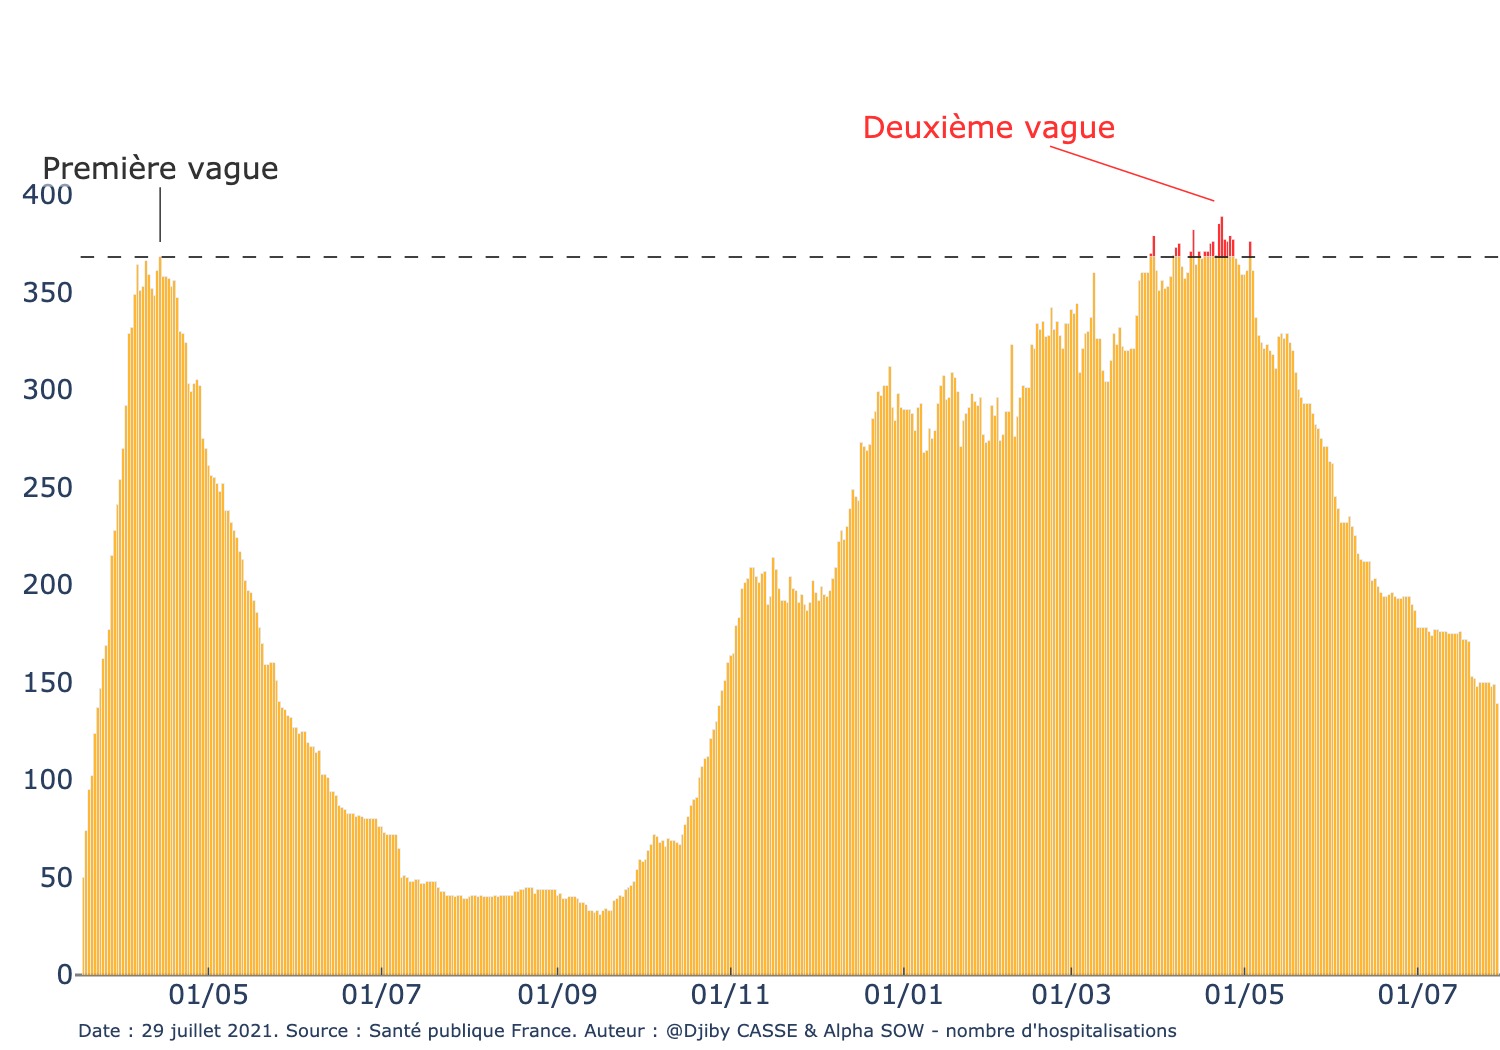 Deuxième vague
Première vague
400
350
300
250
200
150
100
50
0
01/05 01/07 01/09 01/11 01/01 01/03 01/05 01/07
Date : 29 juillet 2021. Source : Santé publique France. Auteur : @Djiby CASSE & Alpha SOW - nombre d'hospitalisations